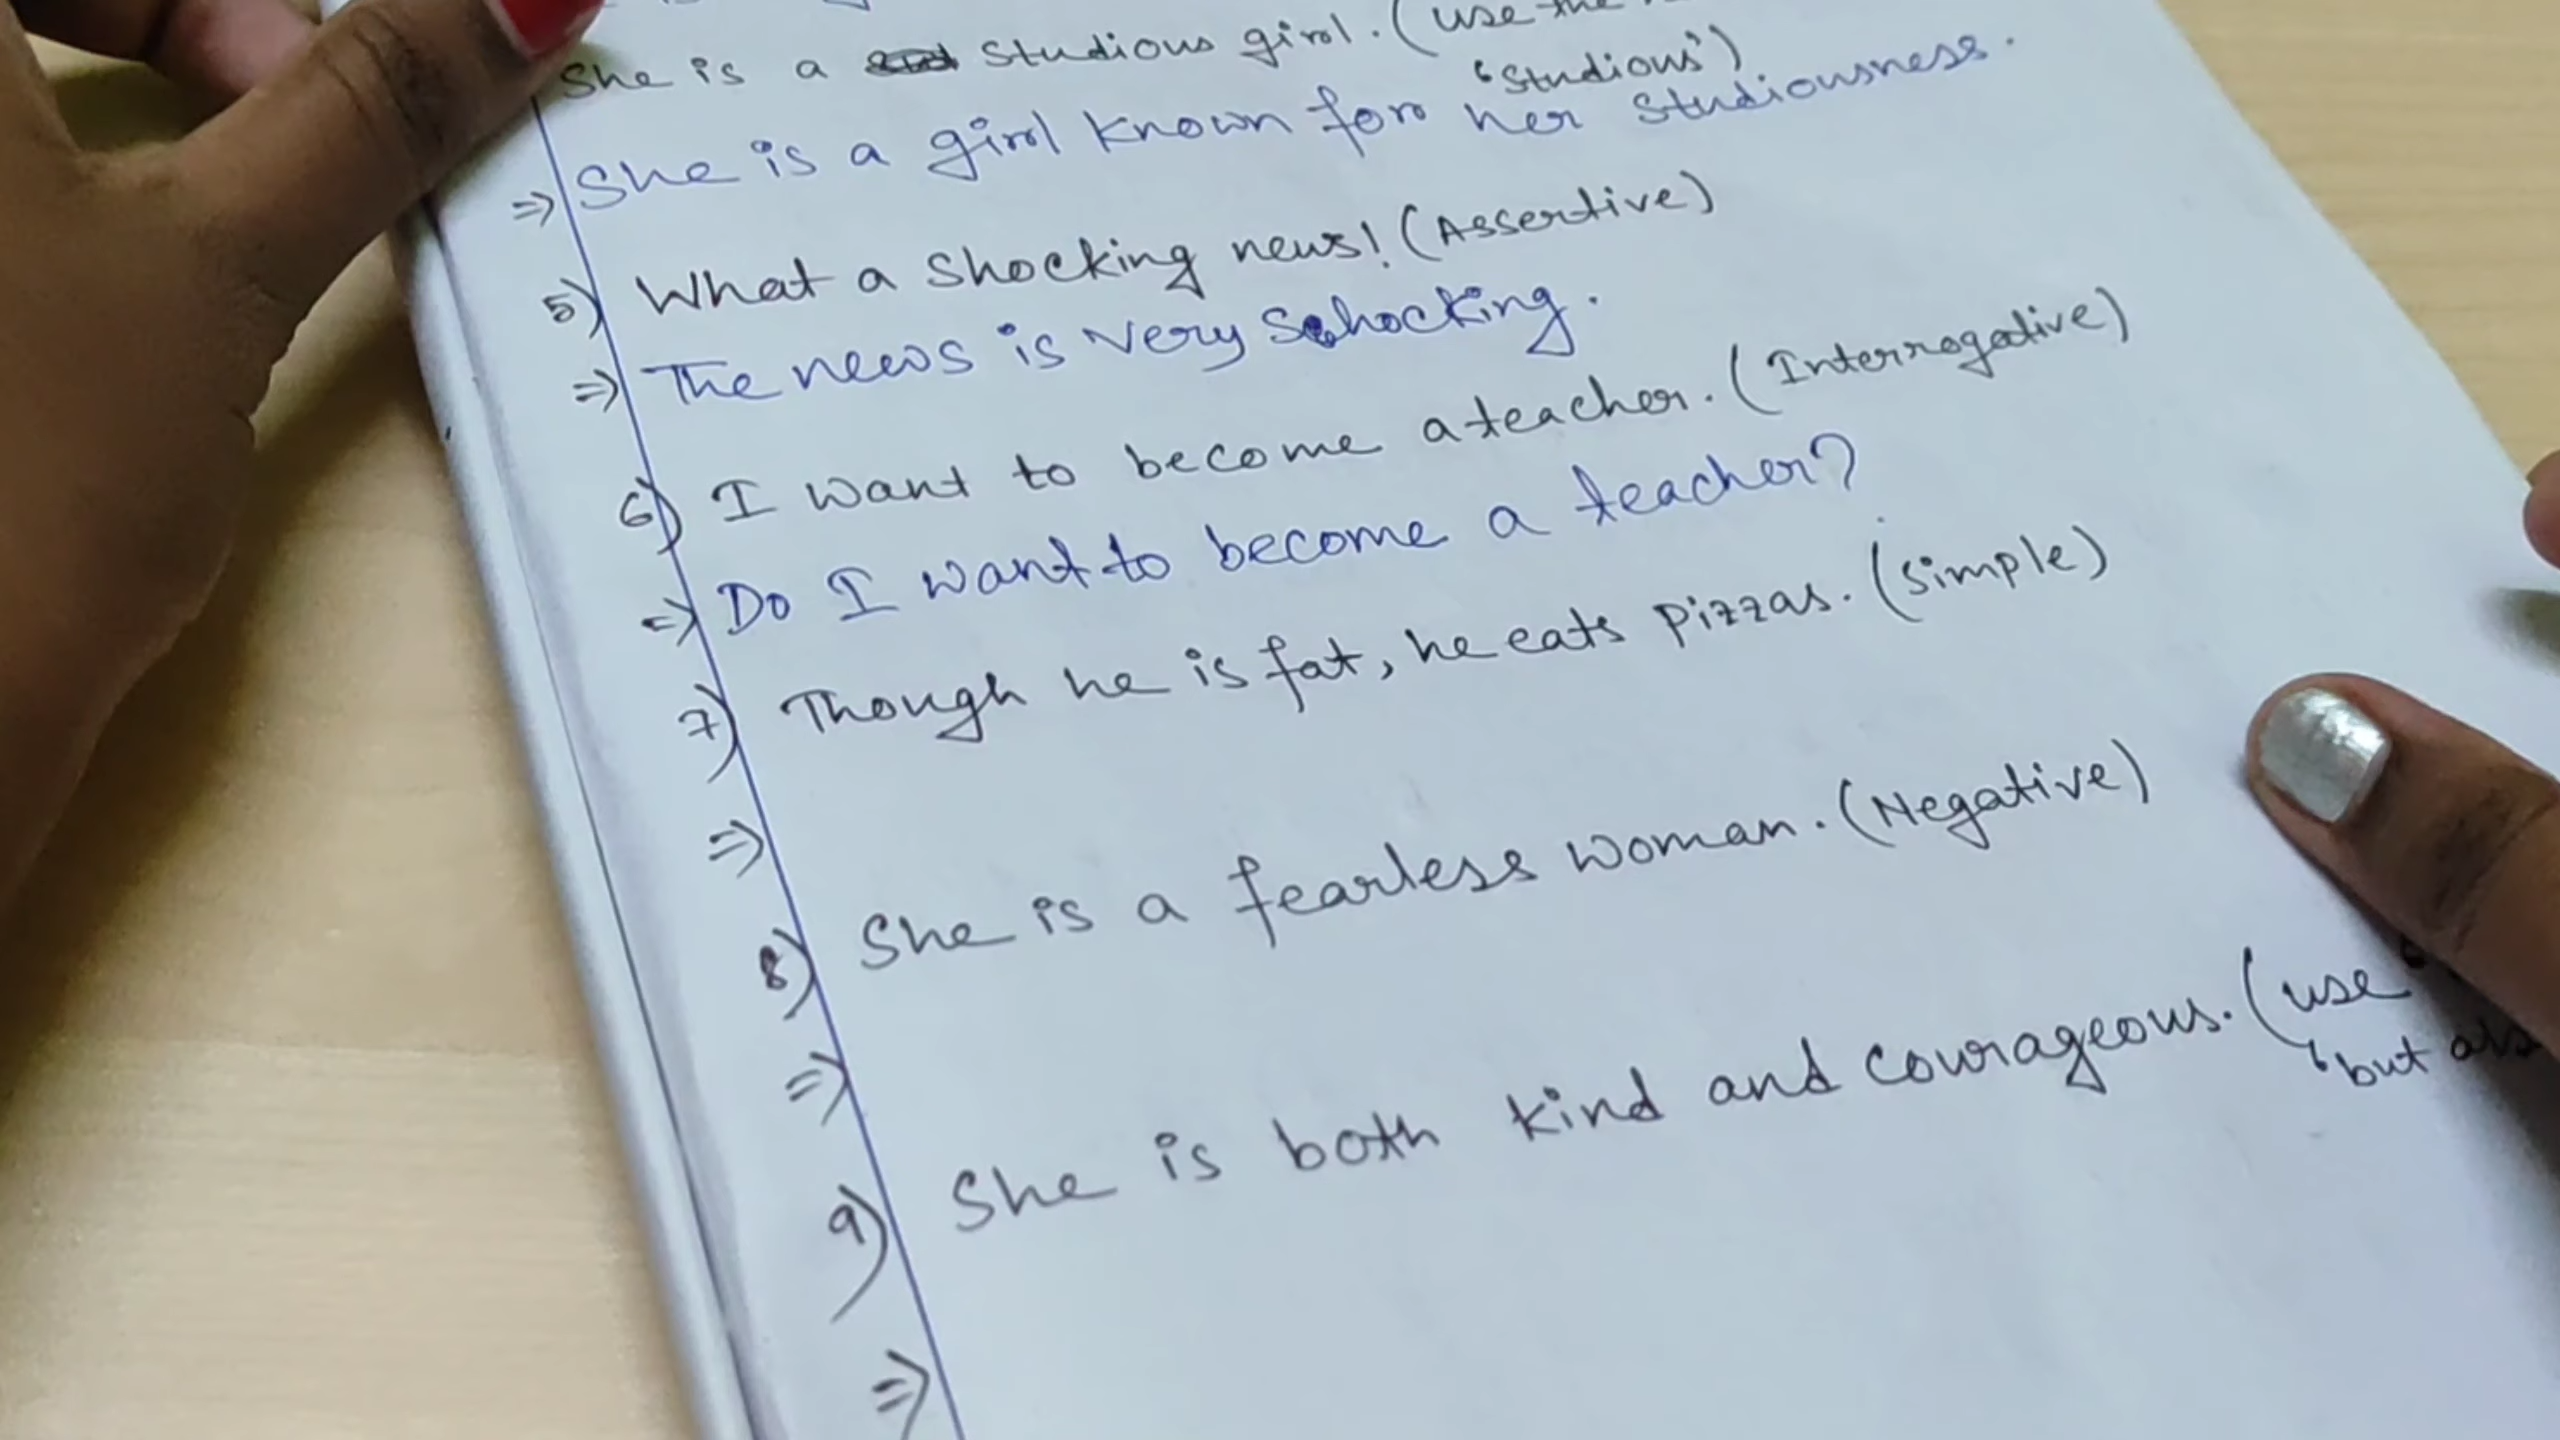 She is a studious girl. (use the
'studious')
=> She is a girl known for her studiousness.
5) What a shocking news! (Assertive)
=> The news is very shocking.
6) I want to become a teacher. (Interrogative)
=> Do I want to become a teacher?
7) Though he is fat, he eats pizzas. (Simple)
=>
8) She is a fearless woman. (Negative)
=>
9) She is both kind and courageous. (use
'but also
=>